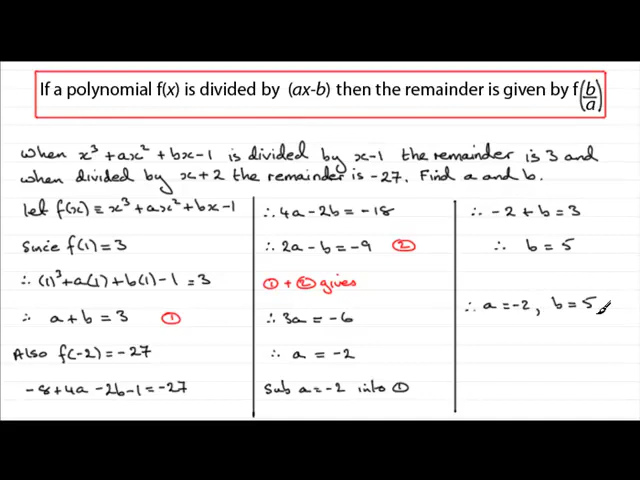 If a polynomial f(x) is divided by (ax-b) then the remainder is given by f(b/a)
When x³ + ax² + bx - 1 is divided by x-1 the remainder is 3 and
when divided by x+2 the remainder is -27. Find a and b.
let f(x) ≡ x³ + ax² + bx - 1
Since f(1) = 3
∴ (1)³ + a(1) + b(1) - 1 = 3
∴ a + b = 3 ①
Also f(-2) = -27
-8 + 4a - 2b - 1 = -27
∴ 4a - 2b = -18
∴ 2a - b = -9 ②
① + ② gives
∴ 3a = -6
∴ a = -2
Sub a = -2 into ①
∴ -2 + b = 3
∴ b = 5
∴ a = -2, b = 5